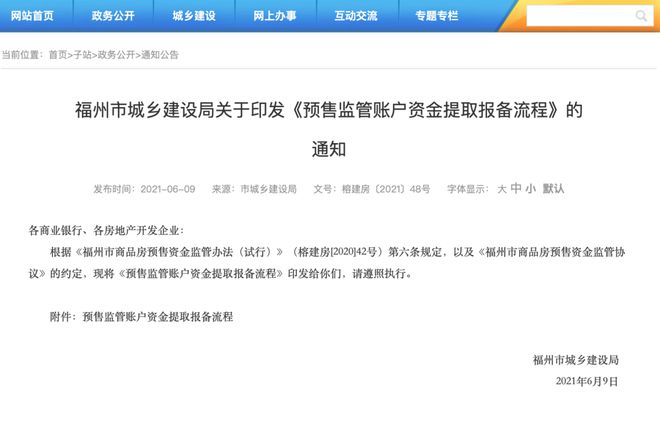 网站首页 政务公开 城乡建设 网上办事 互动交流 专题专栏
当前位置：首页>子站>政务公开>通知公告
福州市城乡建设局关于印发《预售监管账户资金提取报备流程》的
通知
发布时间：2021-06-09 来源：市城乡建设局 文号：榕建房〔2021〕48号 字体显示：大 中 小 默认
各商业银行、各房地产开发企业：
根据《福州市商品房预售资金监管办法（试行）》（榕建房[2020]42号）第六条规定，以及《福州市商品房预售资金监管协
议》的约定，现将《预售监管账户资金提取报备流程》印发给你们，请遵照执行。
附件：预售监管账户资金提取报备流程
福州市城乡建设局
2021年6月9日